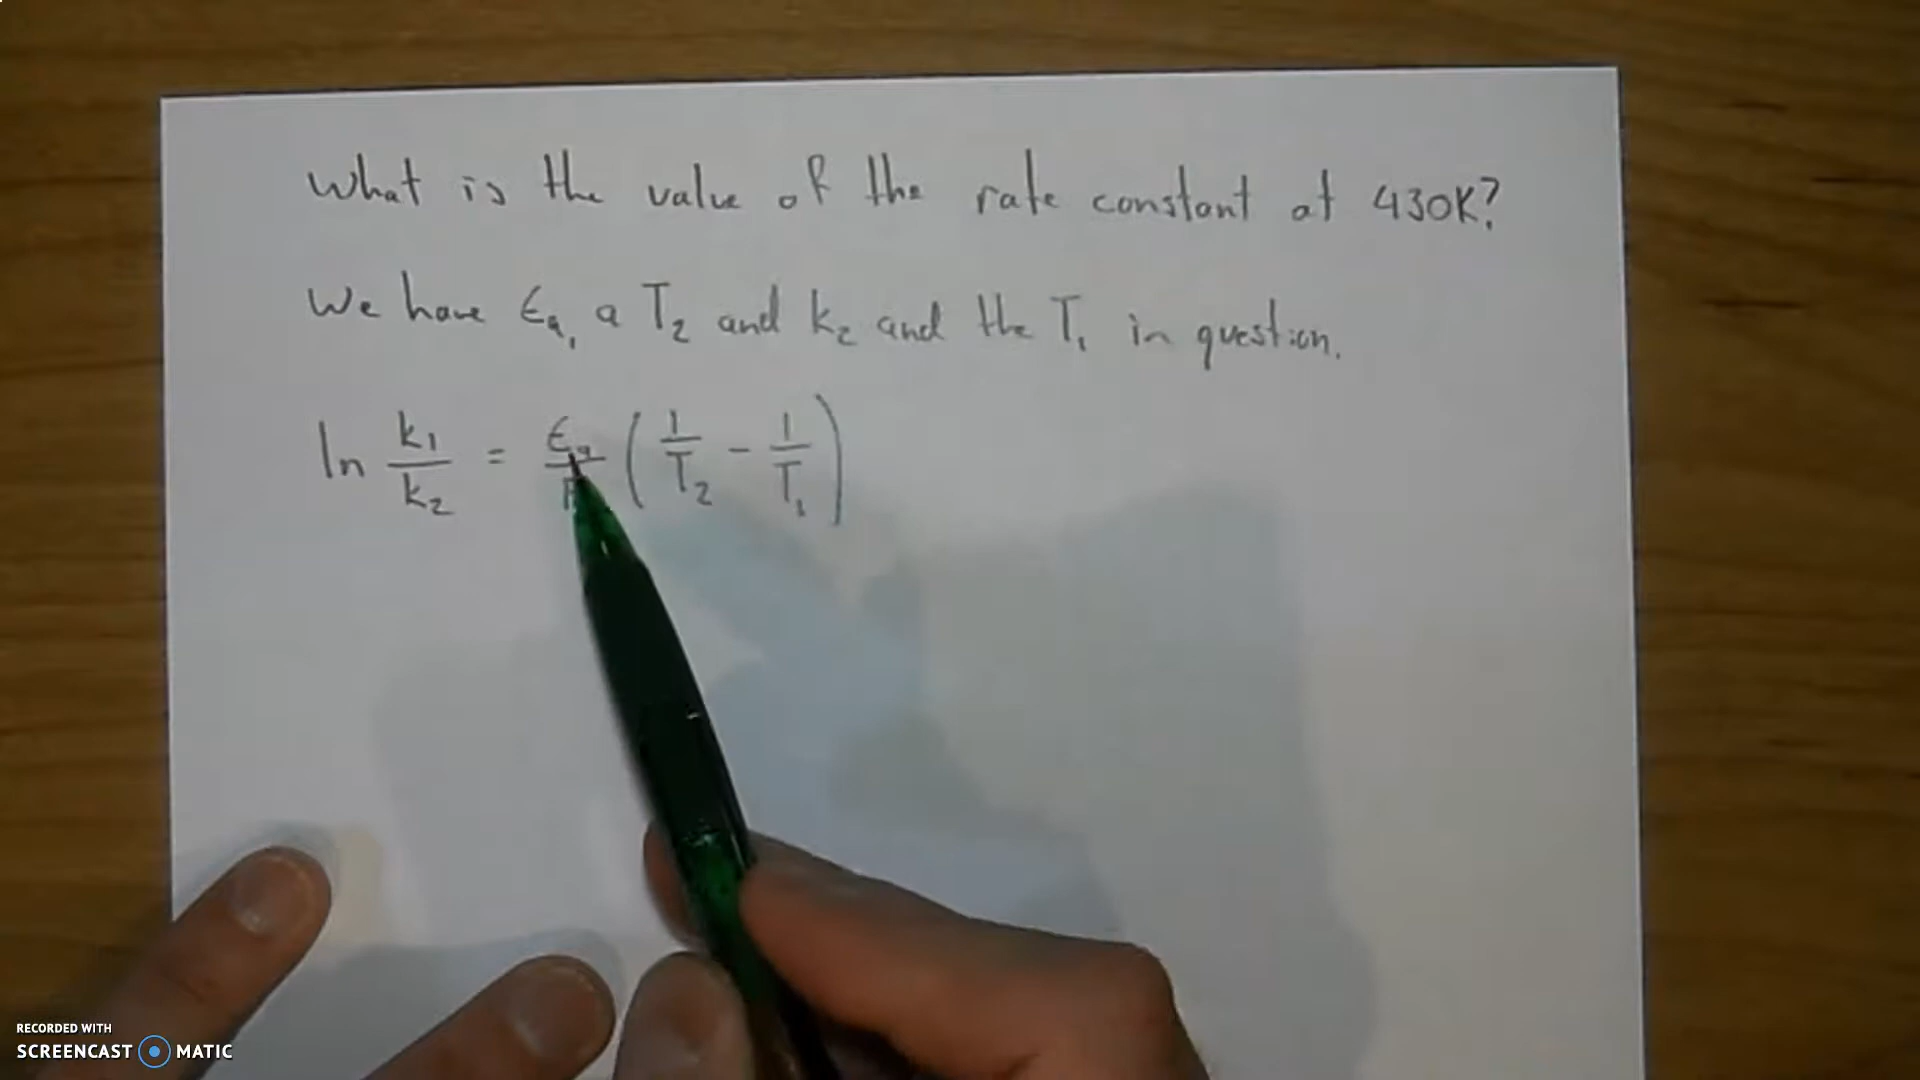 What is the value of the rate constant at 430K?
We have Ea, a T2 and k2 and the T1 in question.
ln k1/k2 = Ea/R (1/T2 - 1/T1)
RECORDED WITH
SCREENCAST MATIC